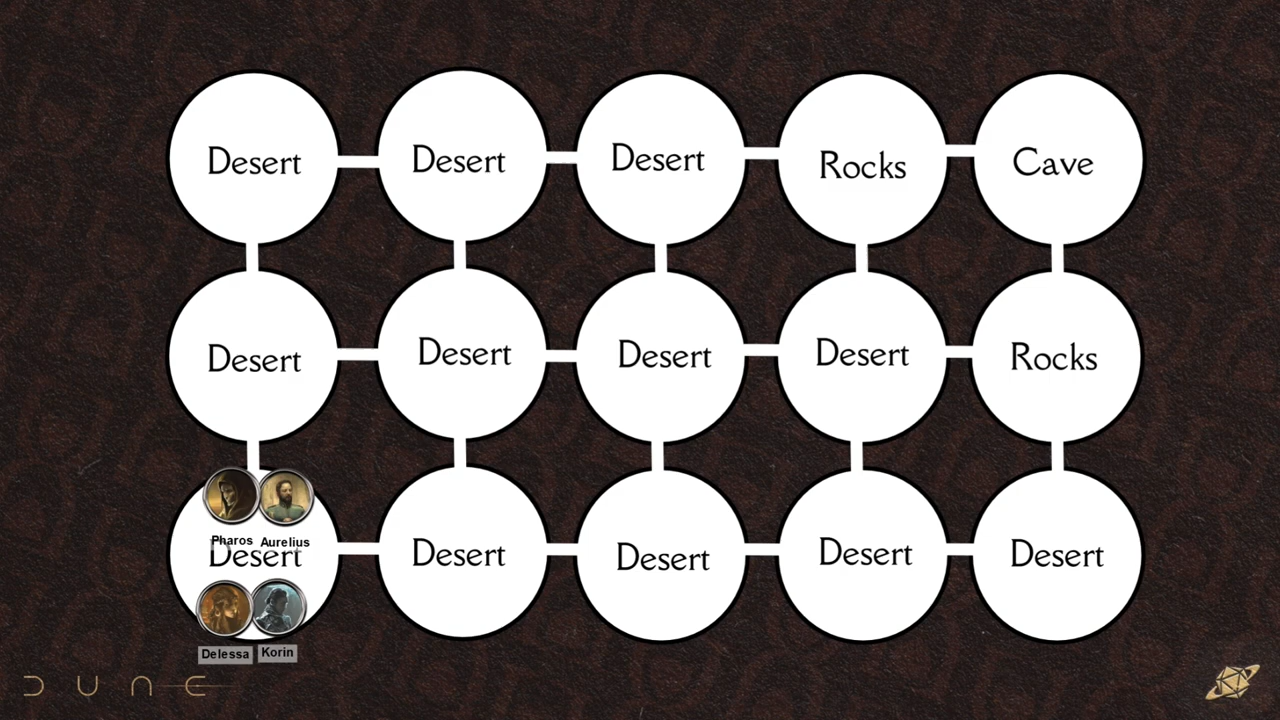 Desert
Desert
Desert
Rocks
Cave
Desert
Desert
Desert
Desert
Rocks
Pharos
Aurelius
Desert
Desert
Desert
Desert
Desert
Delessa
Korin
DUNE